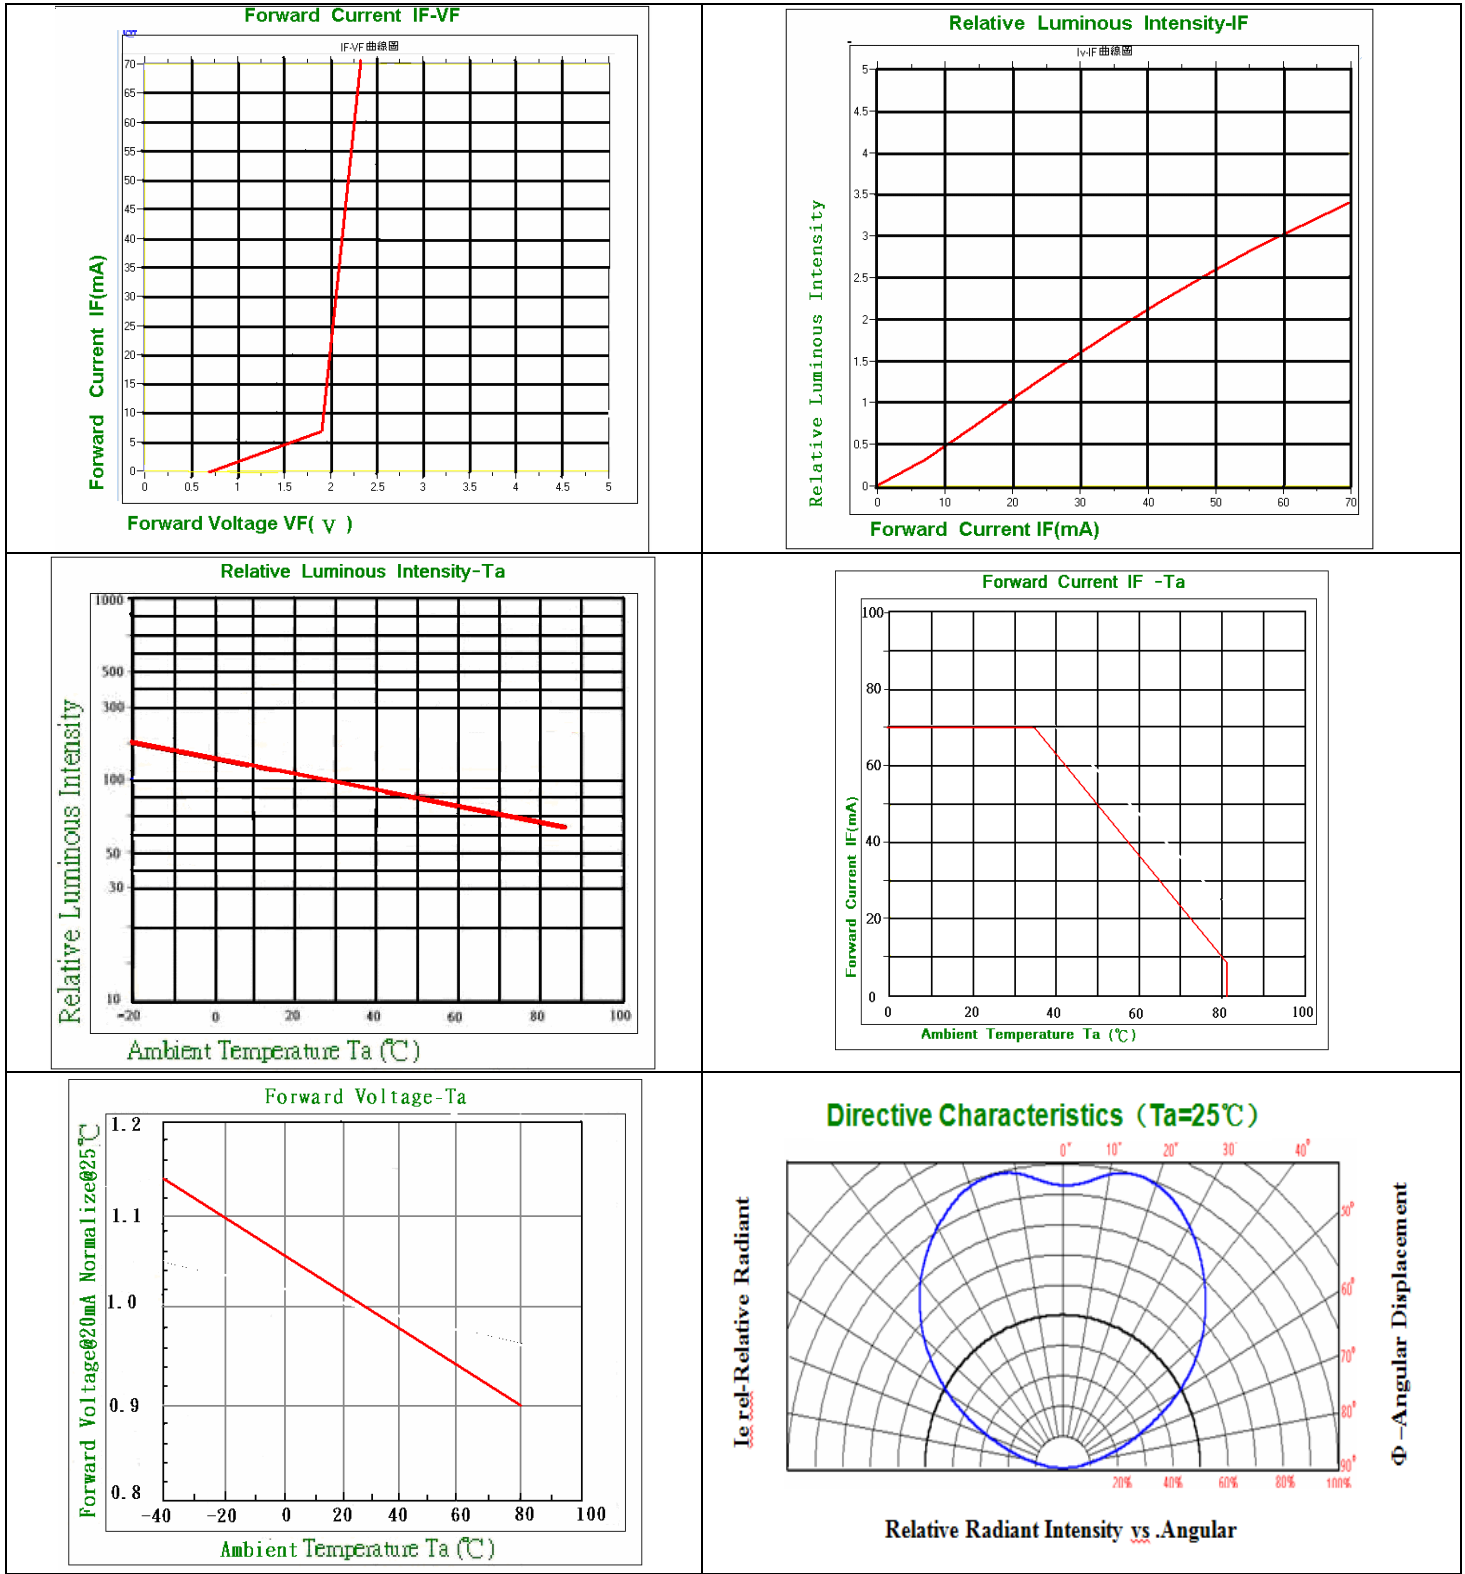 Forward Current IF-VF
IF-VF 曲線圖
70
65
60
55
50
45
40
35
30
25
20
15
10
5
0
0 0.5 1 1.5 2 2.5 3 3.5 4 4.5 5
Forward Current IF(mA)
Forward Voltage VF( V )
Relative Luminous Intensity-IF
Iv-IF 曲線圖
5
4.5
4
3.5
3
2.5
2
1.5
1
0.5
0
0 10 20 30 40 50 60 70
Relative Luminous Intensity
Forward Current IF(mA)
Relative Luminous Intensity-Ta
1000
500
300
100
50
30
10
-20 0 20 40 60 80 100
Relative Luminous Intensity
Ambient Temperature Ta (℃)
Forward Current IF -Ta
100
80
60
40
20
0
0 20 40 60 80 100
Forward Current IF(mA)
Ambient Temperature Ta (℃)
Forward Voltage-Ta
1.2
1.1
1.0
0.9
0.8
-40 -20 0 20 40 60 80 100
Forward Voltage@20mA Normalize@25℃
Ambient Temperature Ta (℃)
Directive Characteristics（Ta=25℃）
0° 10° 20° 30° 40°
50°
60°
70°
80°
90°
20% 40% 60% 80% 100%
Ie rel-Relative Radiant
Φ –Angular Displacement
Relative Radiant Intensity vs .Angular